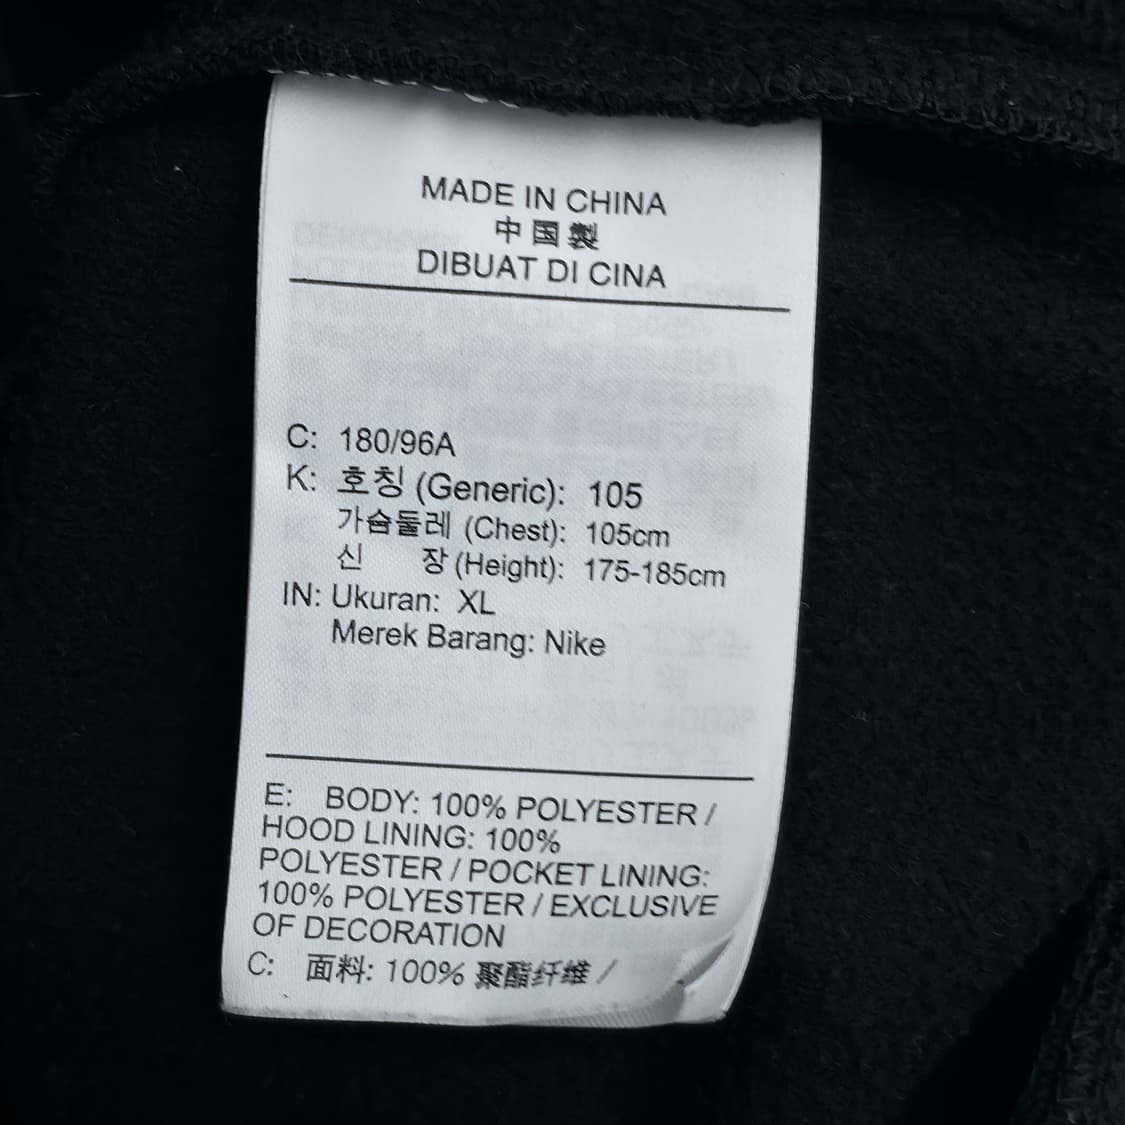 MADE IN CHINA
中国製
DIBUAT DI CINA
C: 180/96A
K: 호칭 (Generic): 105
가슴둘레 (Chest): 105cm
신 장 (Height): 175-185cm
IN: Ukuran: XL
Merek Barang: Nike
E: BODY: 100% POLYESTER /
HOOD LINING: 100%
POLYESTER / POCKET LINING:
100% POLYESTER / EXCLUSIVE
OF DECORATION
C: 面料: 100% 聚酯纤维 /